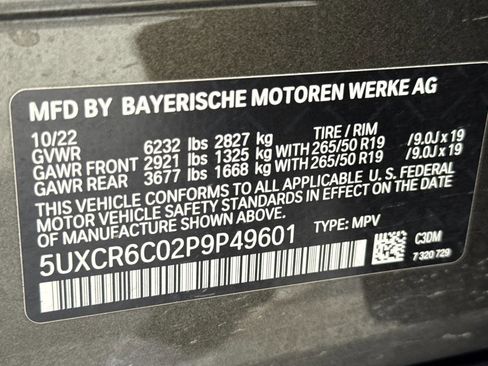 MFD BY BAYERISCHE MOTOREN WERKE AG
10/22 TIRE / RIM
GVWR 6232 lbs 2827 kg
GAWR FRONT 2921 lbs 1325 kg WITH 265/50 R19 /9.0J x 19
GAWR REAR 3677 lbs 1668 kg WITH 265/50 R19 /9.0J x 19
THIS VEHICLE CONFORMS TO ALL APPLICABLE U. S. FEDERAL
MOTOR VEHICLE SAFETY STANDARDS IN EFFECT ON THE
DATE OF MANUFACTURE SHOWN ABOVE.
5UXCR6C02P9P49601 TYPE: MPV C3DM
7 320 729